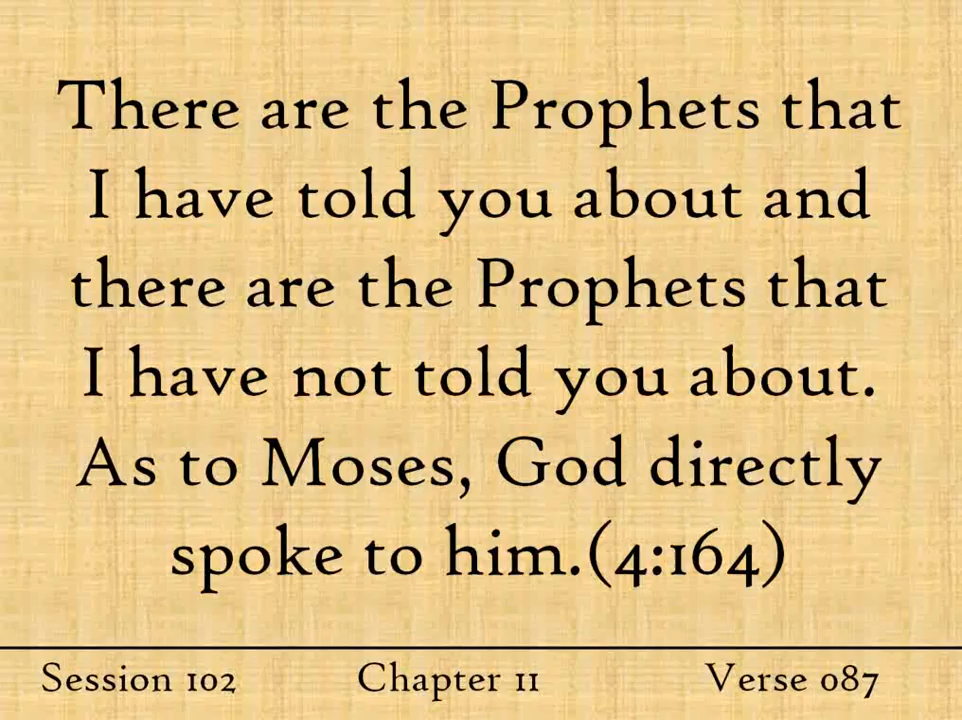 There are the Prophets that
I have told you about and
there are the Prophets that
I have not told you about.
As to Moses, God directly
spoke to him.(4:164)
Session 102 Chapter 11 Verse 087